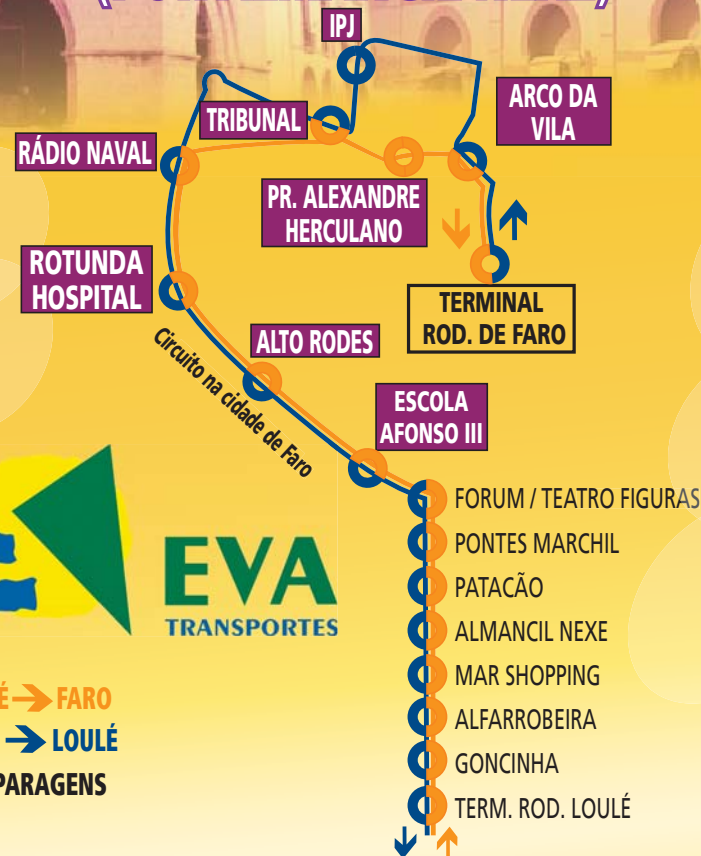 IPJ
TRIBUNAL
ARCO DA
VILA
RÁDIO NAVAL
PR. ALEXANDRE
HERCULANO
ROTUNDA
HOSPITAL
TERMINAL
ROD. DE FARO
ALTO RODES
Circuito na cidade de Faro
ESCOLA
AFONSO III
FORUM / TEATRO FIGURAS
PONTES MARCHIL
PATACÃO
ALMANCIL NEXE
MAR SHOPPING
ALFARROBEIRA
GONCINHA
TERM. ROD. LOULÉ
EVA
TRANSPORTES
É → FARO
→ LOULÉ
PARAGENS